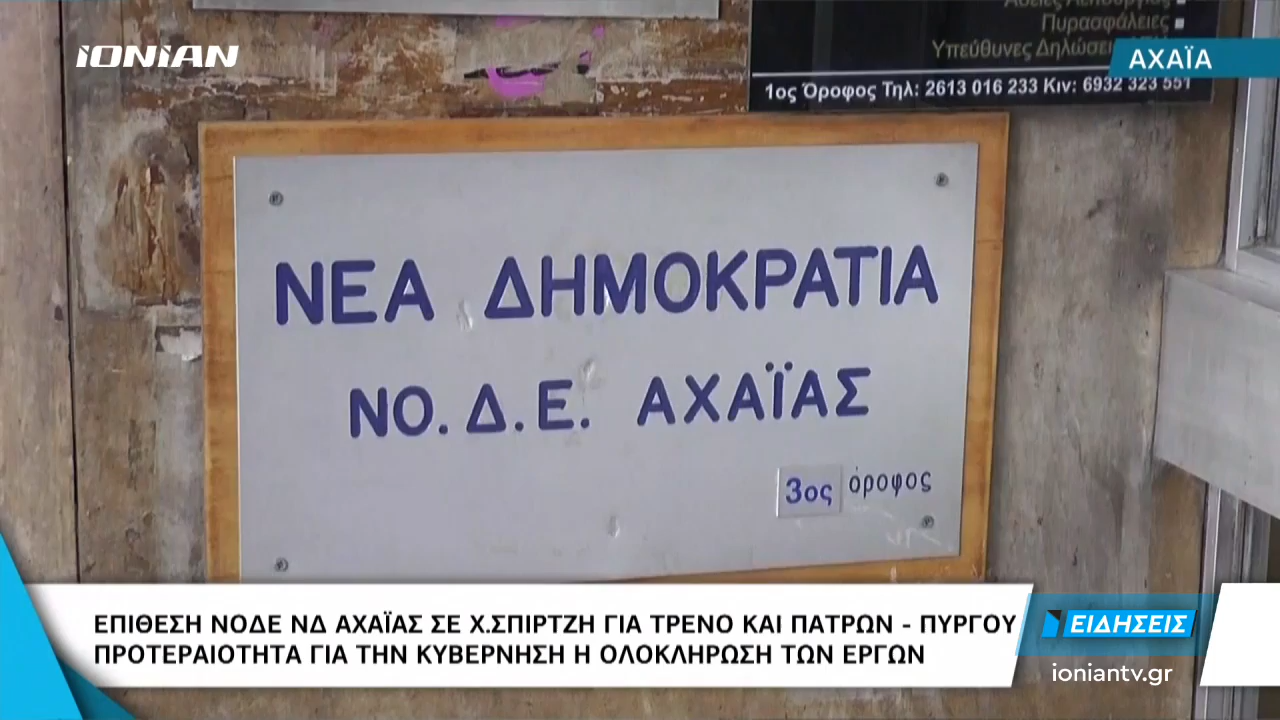 IONIAN
Άδειες Λειτουργίας
Πυρασφάλειες
Υπεύθυνες
ΑΧΑΪΑ
1ος Όροφος Τηλ: 2613 016 233 Κιν: 6932 323 551
ΝΕΑ ΔΗΜΟΚΡΑΤΙΑ
ΝΟ.Δ.Ε. ΑΧΑΪΑΣ
3ος όροφος
ΕΠΙΘΕΣΗ ΝΟΔΕ ΝΔ ΑΧΑΪΑΣ ΣΕ Χ.ΣΠΙΡΤΖΗ ΓΙΑ ΤΡΕΝΟ ΚΑΙ ΠΑΤΡΩΝ - ΠΥΡΓΟΥ
ΠΡΟΤΕΡΑΙΟΤΗΤΑ ΓΙΑ ΤΗΝ ΚΥΒΕΡΝΗΣΗ Η ΟΛΟΚΛΗΡΩΣΗ ΤΩΝ ΕΡΓΩΝ
ΕΙΔΗΣΕΙΣ
ioniantv.gr